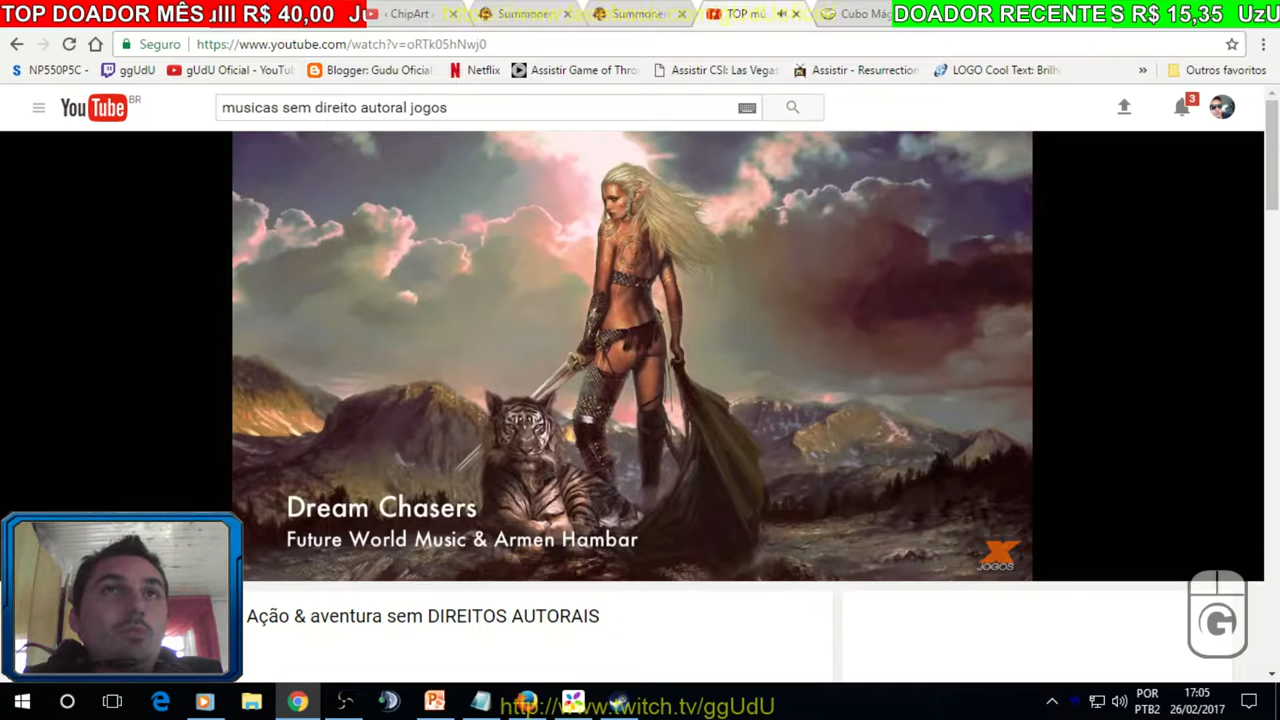 TOP DOADOR MÊS R$ 40,00
ChipArt
Summoner
Summoner
TOP mú
Cubo Mág
DOADOR RECENTE S R$ 15,35 UzU
Seguro
https://www.youtube.com/watch?v=oRTk05hNwj0
NP550P5C -
ggUdU
gUdU Oficial - YouTu
Blogger: Gudu Oficial
Netflix
Assistir Game of Thro
Assistir CSI: Las Vegas
Assistir - Resurrection
LOGO Cool Text: Brilh
»
Outros favoritos
YouTube BR
musicas sem direito autoral jogos
3
Dream Chasers
Future World Music & Armen Hambar
X
JOGOS
Ação & aventura sem DIREITOS AUTORAIS
G
http://www.twitch.tv/ggUdU
POR
PTB2
17:05
26/02/2017